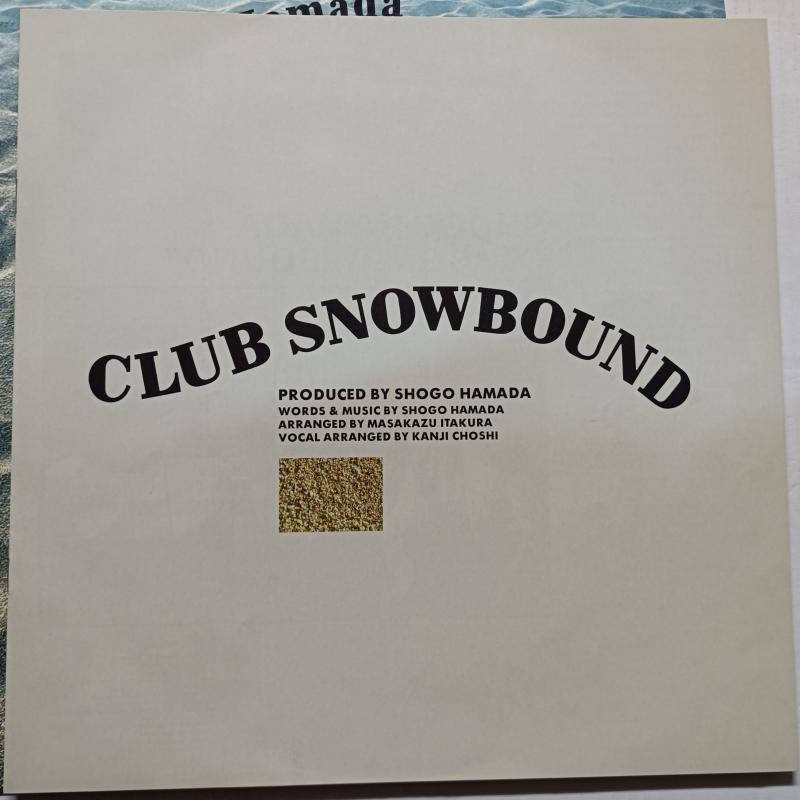 Hamada
CLUB SNOWBOUND
PRODUCED BY SHOGO HAMADA
WORDS & MUSIC BY SHOGO HAMADA
ARRANGED BY MASAKAZU ITAKURA
VOCAL ARRANGED BY KANJI CHOSHI